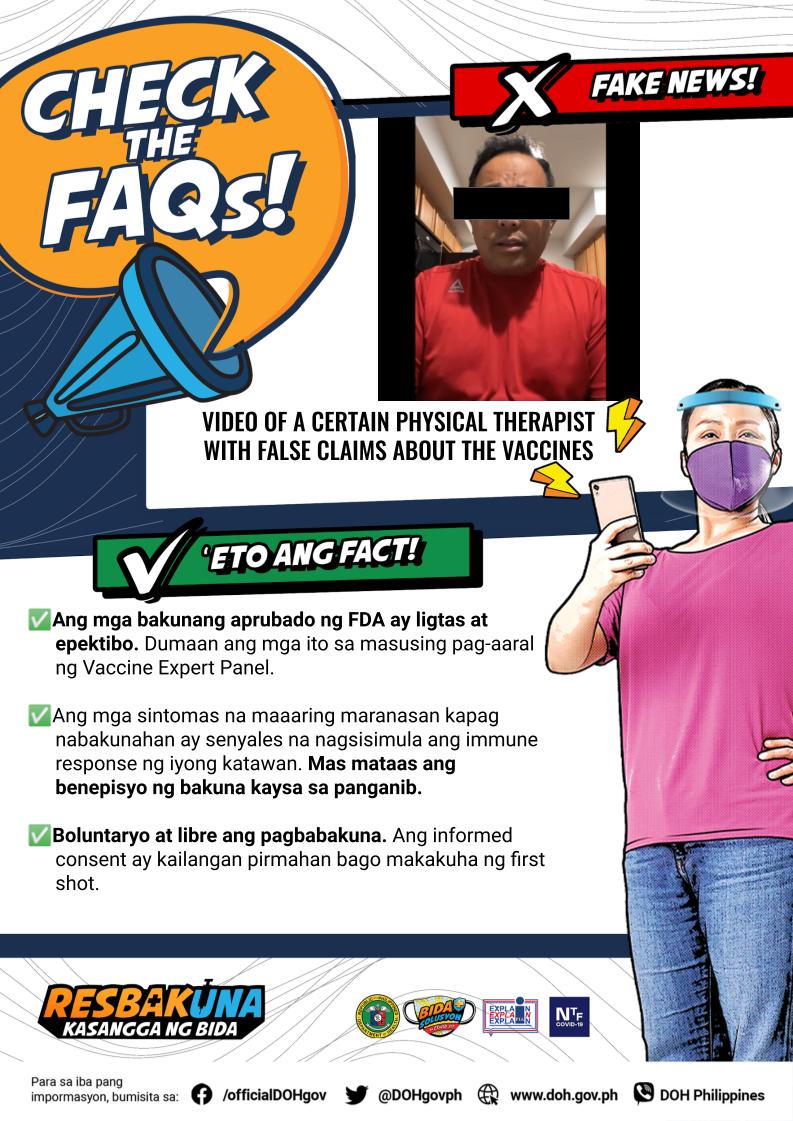 CHECK
THE
FAQs!
FAKE NEWS!
VIDEO OF A CERTAIN PHYSICAL THERAPIST
WITH FALSE CLAIMS ABOUT THE VACCINES
'ETO ANG FACT!
✅Ang mga bakunang aprubado ng FDA ay ligtas at
epektibo. Dumaan ang mga ito sa masusing pag-aaral
ng Vaccine Expert Panel.
✅Ang mga sintomas na maaaring maranasan kapag
nabakunahan ay senyales na nagsisimula ang immune
response ng iyong katawan. Mas mataas ang
benepisyo ng bakuna kaysa sa panganib.
✅Boluntaryo at libre ang pagbabakuna. Ang informed
consent ay kailangan pirmahan bago makakuha ng first
shot.
RESBAKUNA
KASANGGA NG BIDA
BIDA
SOLUSYON
EXPLAIN
EXPLAIN
EXPLAIN
NTF
COVID-19
Para sa iba pang
impormasyon, bumisita sa:
/officialDOHgov
@DOHgovph
www.doh.gov.ph
DOH Philippines